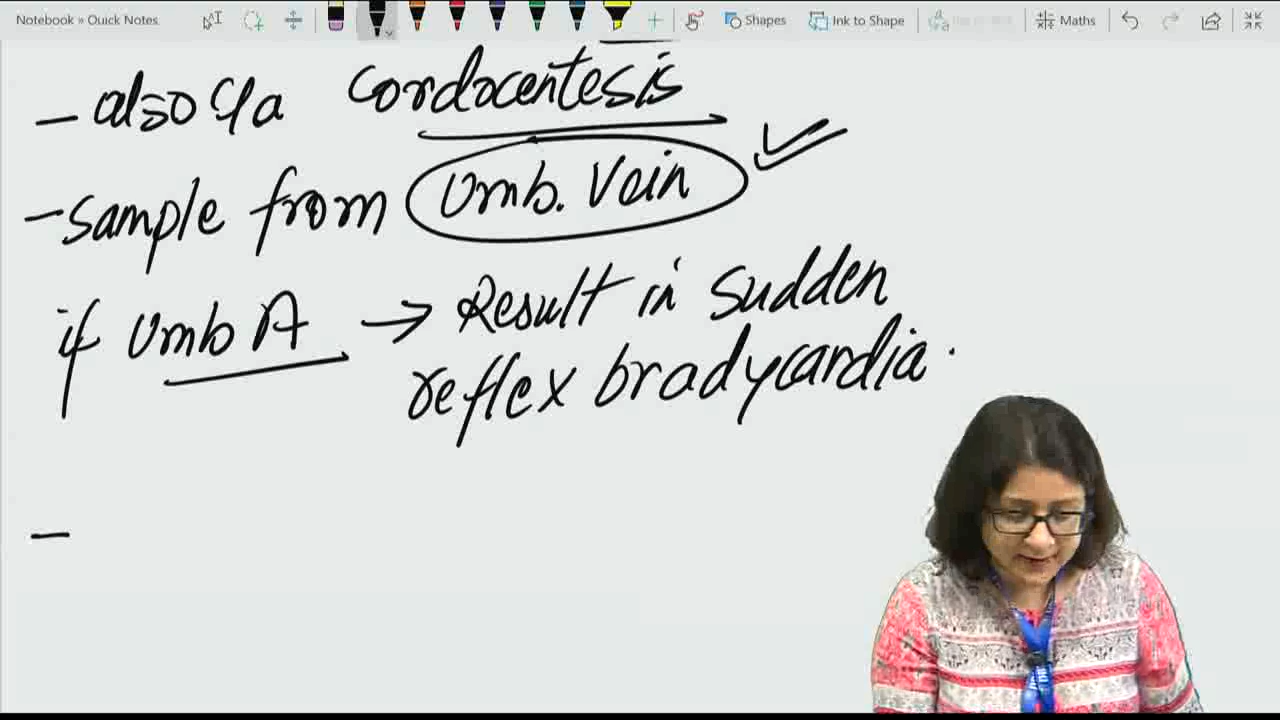 Notebook » Quick Notes
Shapes
Ink to Shape
Maths
- also c/a Cordocentesis
- Sample from Umb. Vein
if Umb A → Result in Sudden
reflex bradycardia.
-